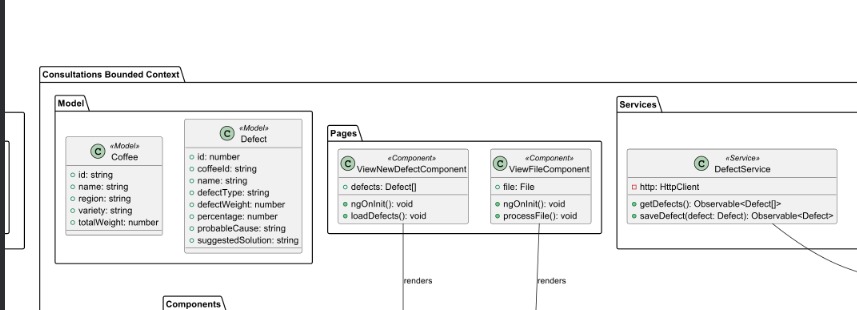 Consultations Bounded Context
Model
«Model»
C Coffee
id: string
name: string
region: string
variety: string
totalWeight: number
«Model»
C Defect
id: number
coffeeId: string
name: string
defectType: string
defectWeight: number
percentage: number
probableCause: string
suggestedSolution: string
Pages
«Component»
C ViewNewDefectComponent
defects: Defect[]
ngOnInit(): void
loadDefects(): void
«Component»
C ViewFileComponent
file: File
ngOnInit(): void
processFile(): void
Services
«Service»
C DefectService
http: HttpClient
getDefects(): Observable<Defect[]>
saveDefect(defect: Defect): Observable<Defect>
renders
renders
Components